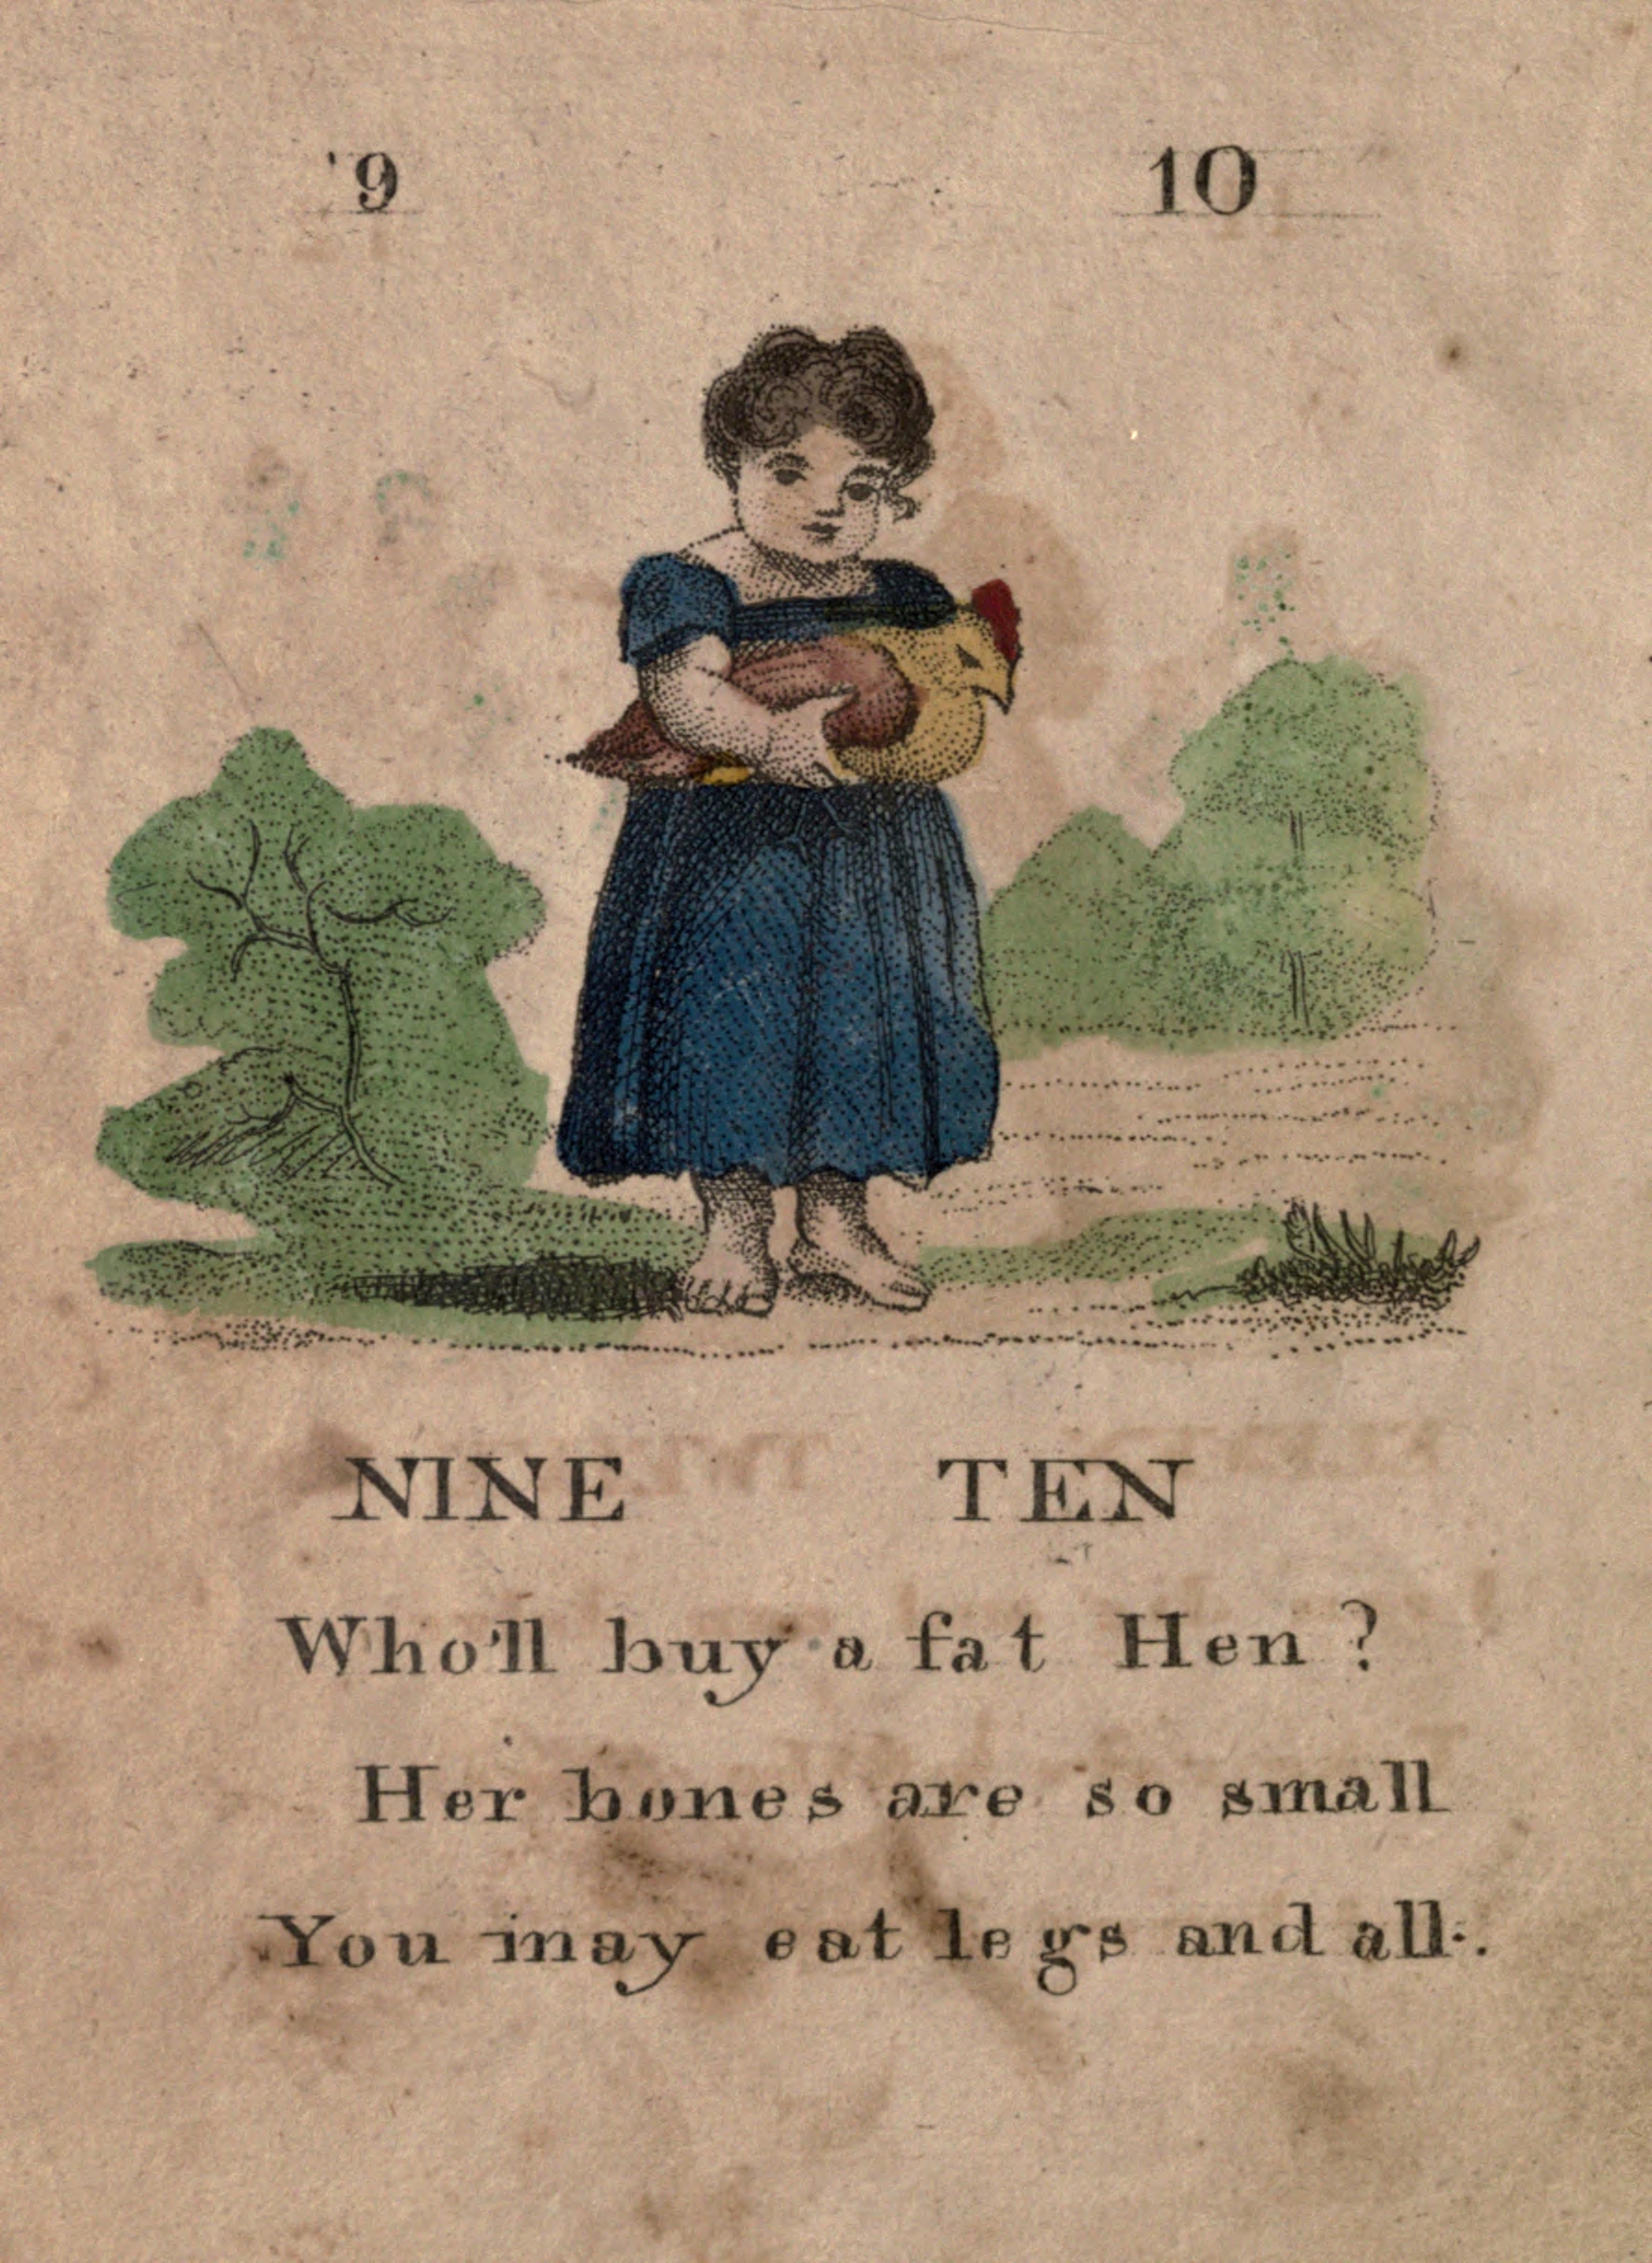 9 10
NINE TEN
Who'll buy a fat Hen ?
Her bones are so small
You may eat legs and all.